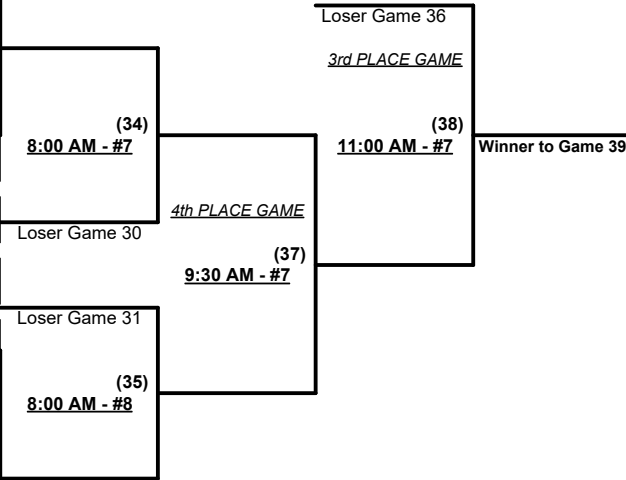 Loser Game 36
3rd PLACE GAME
(34)
8:00 AM - #7
(38)
11:00 AM - #7
Winner to Game 39
4th PLACE GAME
Loser Game 30
(37)
9:30 AM - #7
Loser Game 31
(35)
8:00 AM - #8